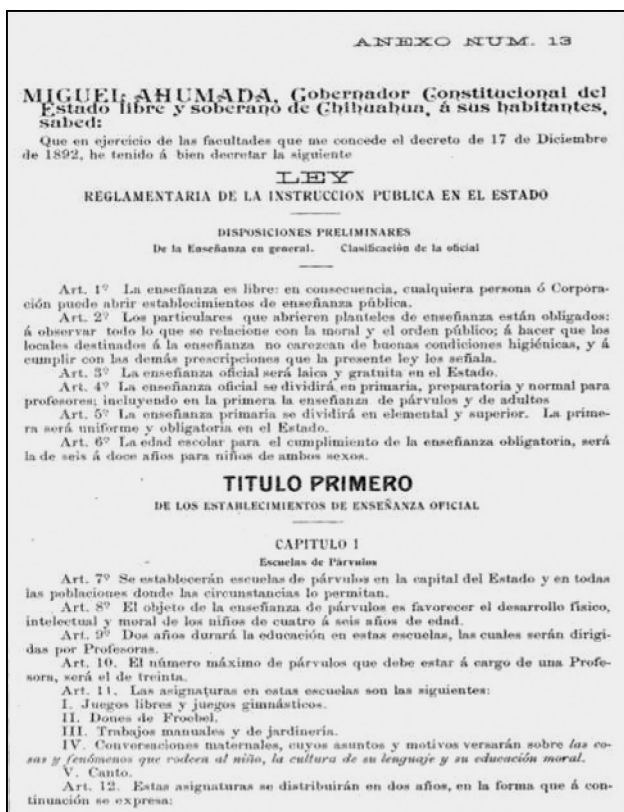 ANEXO NUM. 13
MIGUEL AHUMADA, Gobernador Constitucional del
Estado libre y soberano de Chihuahua, á sus habitantes,
sabed:
Que en ejercicio de las facultades que me concede el decreto de 17 de Diciembre
de 1892, he tenido á bien decretar la siguiente
LEY
REGLAMENTARIA DE LA INSTRUCCION PUBLICA EN EL ESTADO
DISPOSICIONES PRELIMINARES
De la Enseñanza en general. Clasificación de la oficial
Art. 1º La enseñanza es libre: en consecuencia, cualquiera persona ó Corpora-
ción puede abrir establecimientos de enseñanza pública.
Art. 2º Los particulares que abrieren planteles de enseñanza están obligados:
á observar todo lo que se relacione con la moral y el orden público; á hacer que los
locales destinados á la enseñanza no carezcan de buenas condiciones higiénicas, y á
cumplir con las demás prescripciones que la presente ley les señala.
Art. 3º La enseñanza oficial será laica y gratuita en el Estado.
Art. 4º La enseñanza oficial se dividirá en primaria, preparatoria y normal para
profesores; incluyendo en la primera la enseñanza de párvulos y de adultos
Art. 5º La enseñanza primaria se dividirá en elemental y superior. La prime-
ra será uniforme y obligatoria en el Estado.
Art. 6º La edad escolar para el cumplimiento de la enseñanza obligatoria, será
la de seis á doce años para niños de ambos sexos.
TITULO PRIMERO
DE LOS ESTABLECIMIENTOS DE ENSEÑANZA OFICIAL
CAPITULO I
Escuelas de Párvulos
Art. 7º Se establecerán escuelas de párvulos en la capital del Estado y en todas
las poblaciones donde las circunstancias lo permitan.
Art. 8º El objeto de la enseñanza de párvulos es favorecer el desarrollo físico,
intelectual y moral de los niños de cuatro á seis años de edad.
Art. 9º Dos años durará la educación en estas escuelas, las cuales serán dirigi-
das por Profesoras.
Art. 10. El número máximo de párvulos que debe estar á cargo de una Profe-
sora, será el de treinta.
Art. 11. Las asignaturas en estas escuelas son las siguientes:
I. Juegos libres y juegos gimnásticos.
II. Dones de Froebel.
III. Trabajos manuales y de jardinería.
IV. Conversaciones maternales, cuyos asuntos y motivos versarán sobre las co-
sas y fenómenos que rodeen al niño, la cultura de su lenguaje y su educación moral.
V. Canto.
Art. 12. Estas asignaturas se distribuirán en dos años, en la forma que á con-
tinuación se expresa: